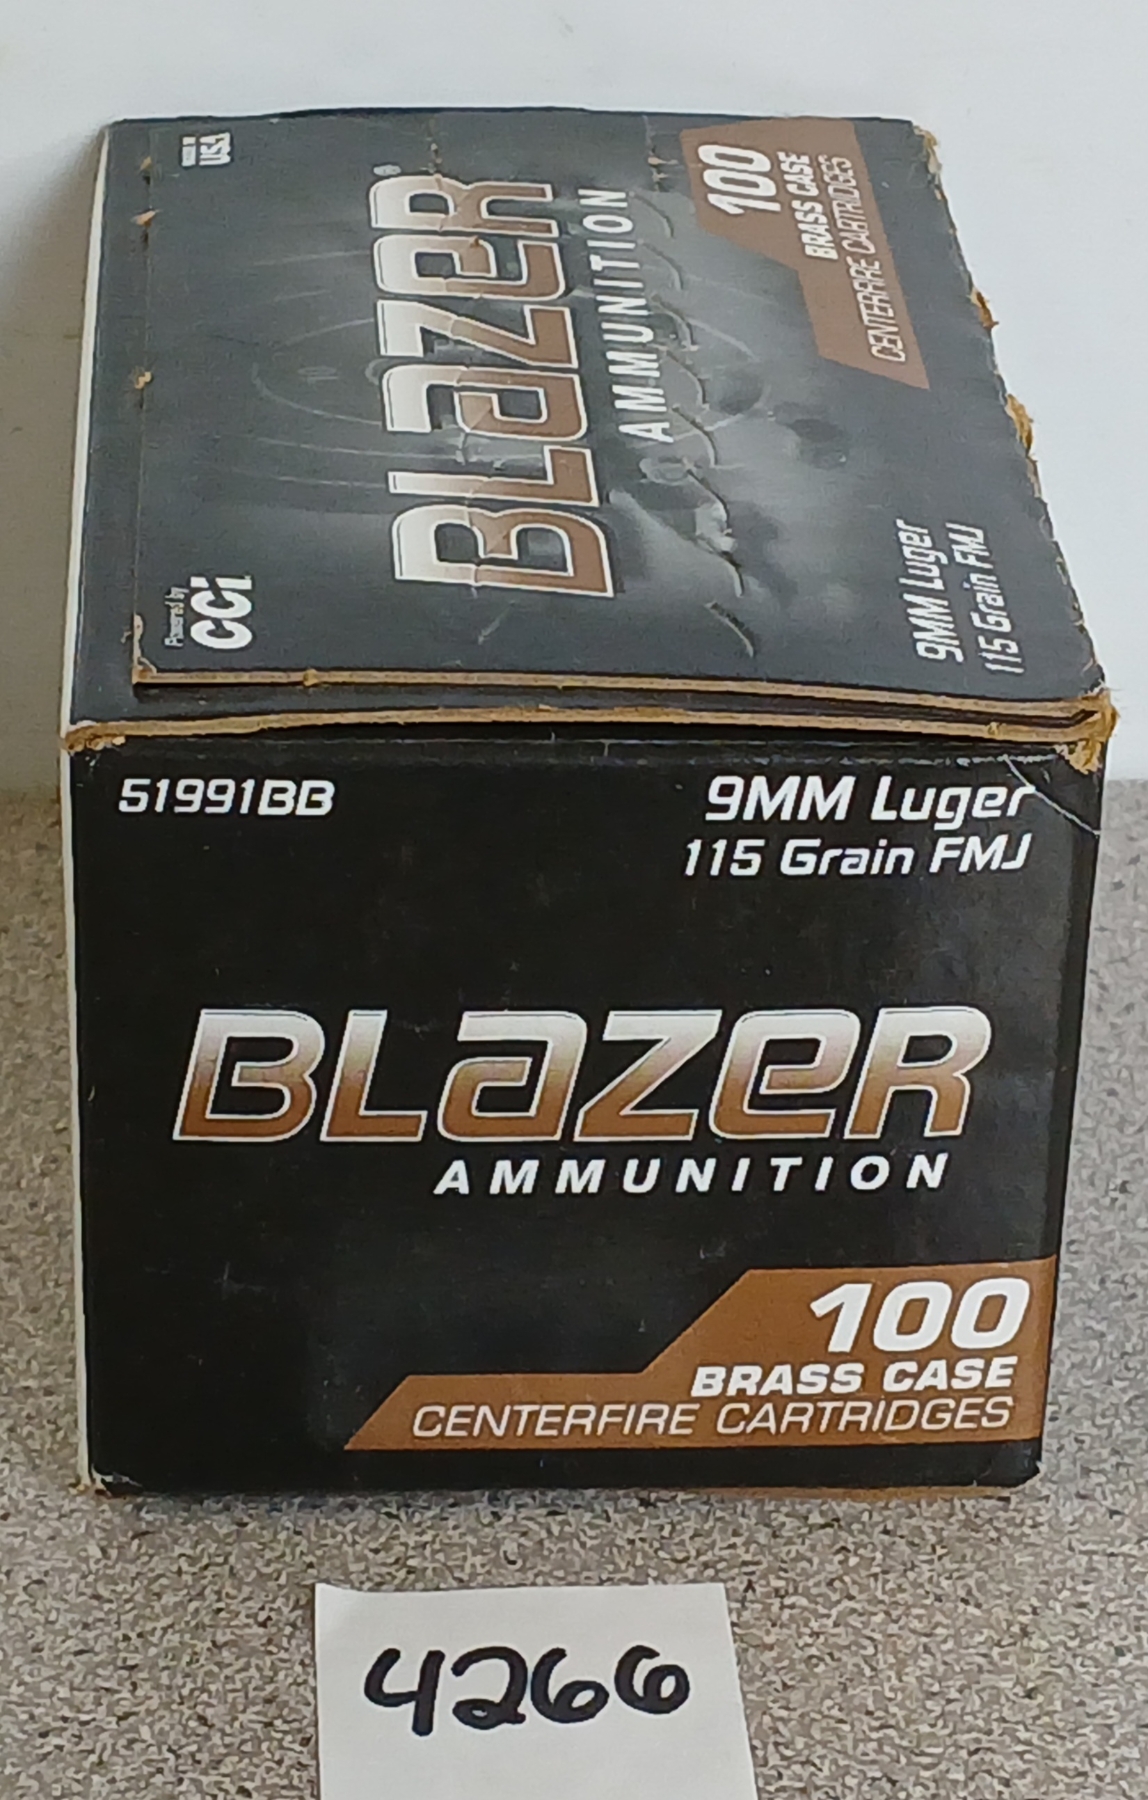 MADE IN
USA
BLAZER®
AMMUNITION
100
BRASS CASE
CENTERFIRE CARTRIDGES
Powered by
CCI
9MM Luger
115 Grain FMJ
51991BB
9MM Luger
115 Grain FMJ
BLAZER
AMMUNITION
100
BRASS CASE
CENTERFIRE CARTRIDGES
4266